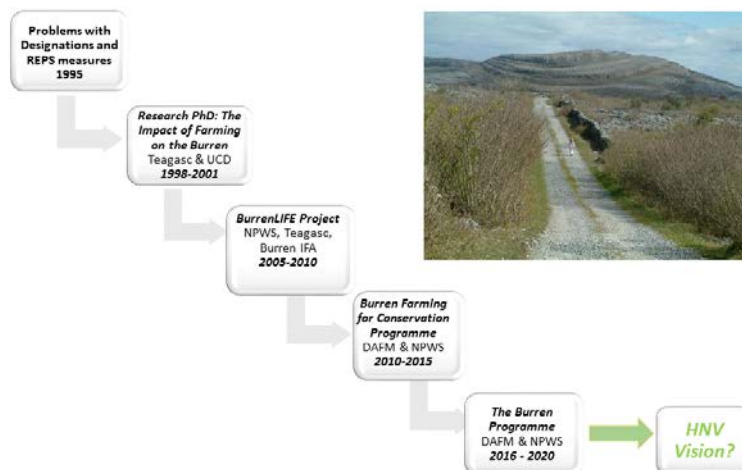 Problems with
Designations and
REPS measures
1995
Research PhD: The
Impact of Farming
on the Burren
Teagasc & UCD
1998-2001
BurrenLIFE Project
NPWS, Teagasc,
Burren IFA
2005-2010
Burren Farming
for Conservation
Programme
DAFM & NPWS
2010-2015
The Burren
Programme
DAFM & NPWS
2016 - 2020
HNV
Vision?